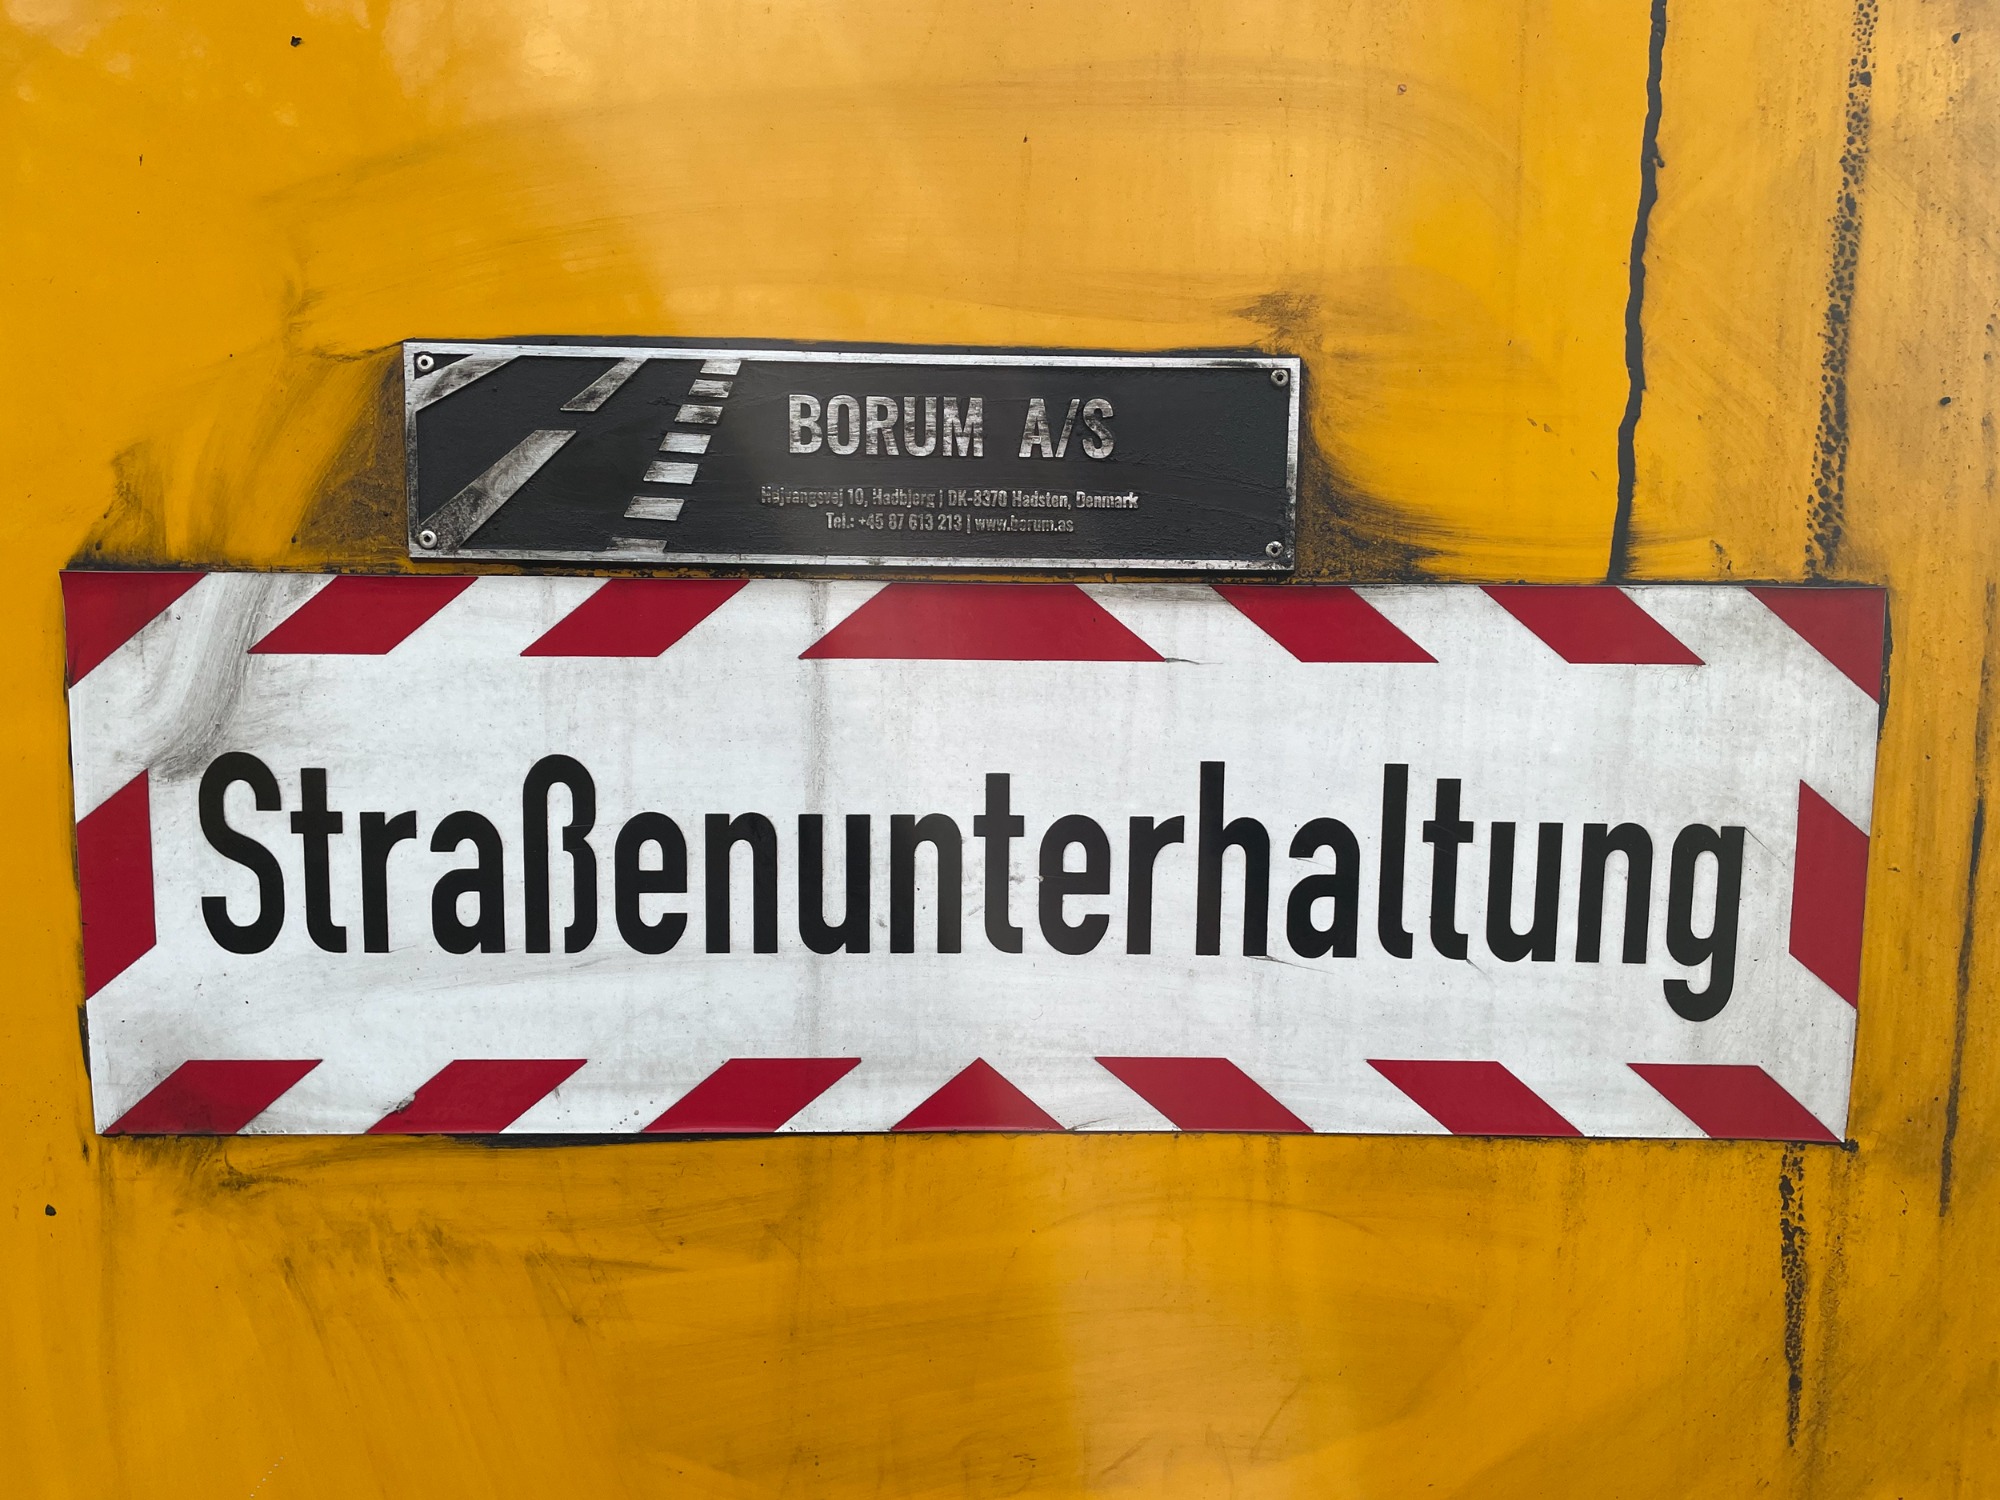 BORUM A/S
Højvangsvej 10, Hadbjerg | DK-8370 Hadsten, Denmark
Tel.: +45 87 613 213 | www.borum.as
Straßenunterhaltung